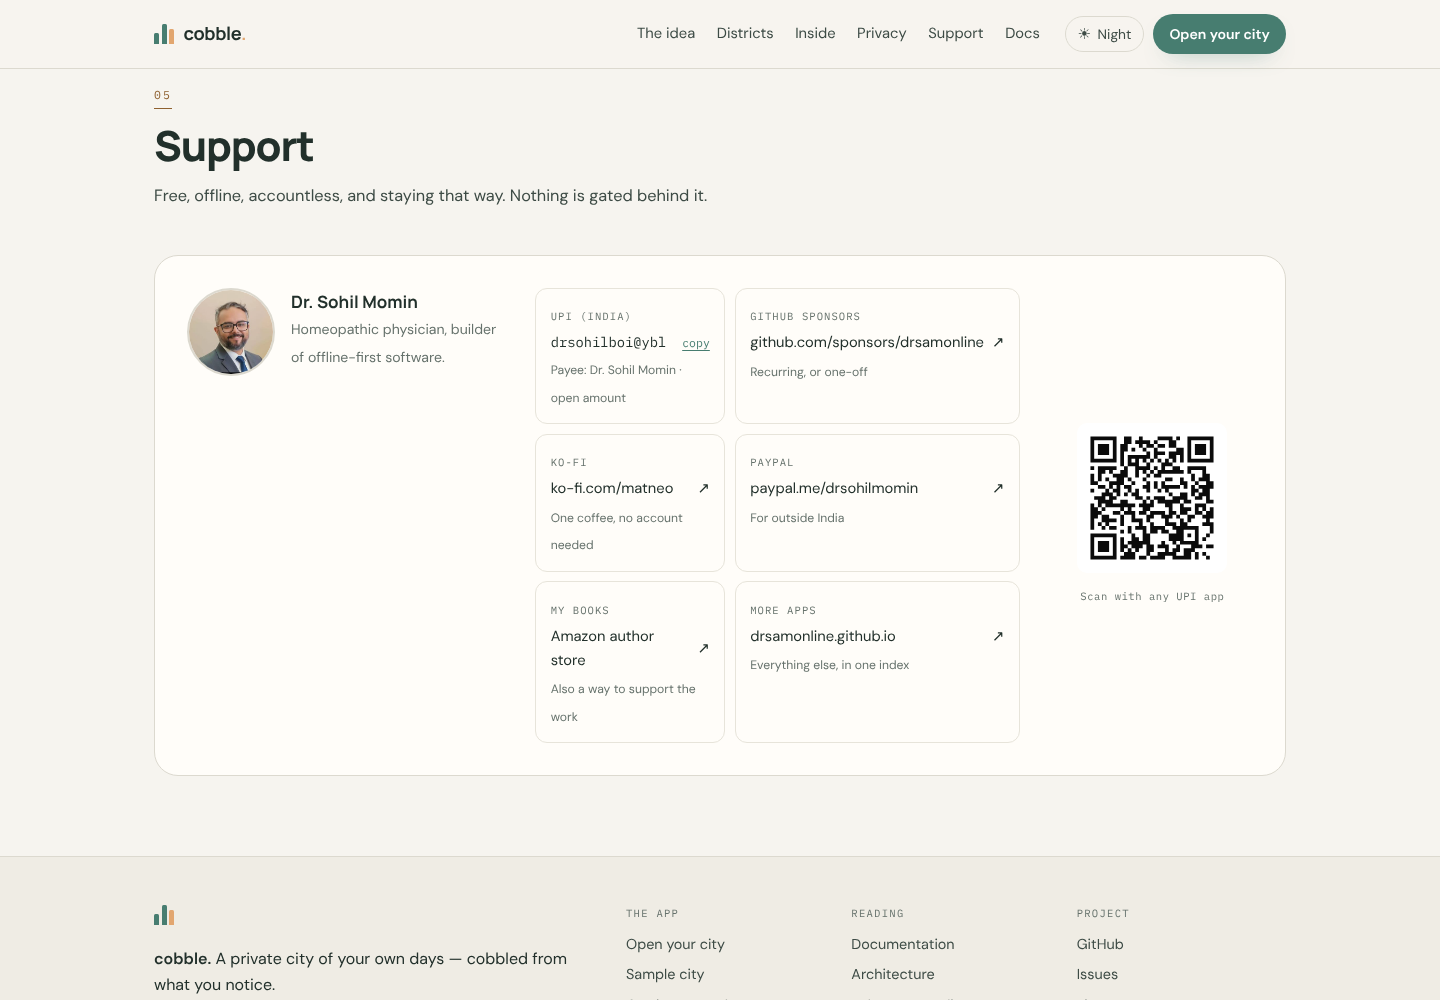 cobble.
The idea
Districts
Inside
Privacy
Support
Docs
☀ Night
Open your city
05
Support
Free, offline, accountless, and staying that way. Nothing is gated behind it.
Dr. Sohil Momin
Homeopathic physician, builder
of offline-first software.
UPI (INDIA)
drsohilboi@ybl copy
Payee: Dr. Sohil Momin ·
open amount
GITHUB SPONSORS
github.com/sponsors/drsamonline ↗
Recurring, or one-off
KO-FI
ko-fi.com/matneo ↗
One coffee, no account
needed
PAYPAL
paypal.me/drsohilmomin ↗
For outside India
MY BOOKS
Amazon author
store ↗
Also a way to support the
work
MORE APPS
drsamonline.github.io ↗
Everything else, in one index
Scan with any UPI app
cobble. A private city of your own days — cobbled from
what you notice.
THE APP
Open your city
Sample city
READING
Documentation
Architecture
PROJECT
GitHub
Issues